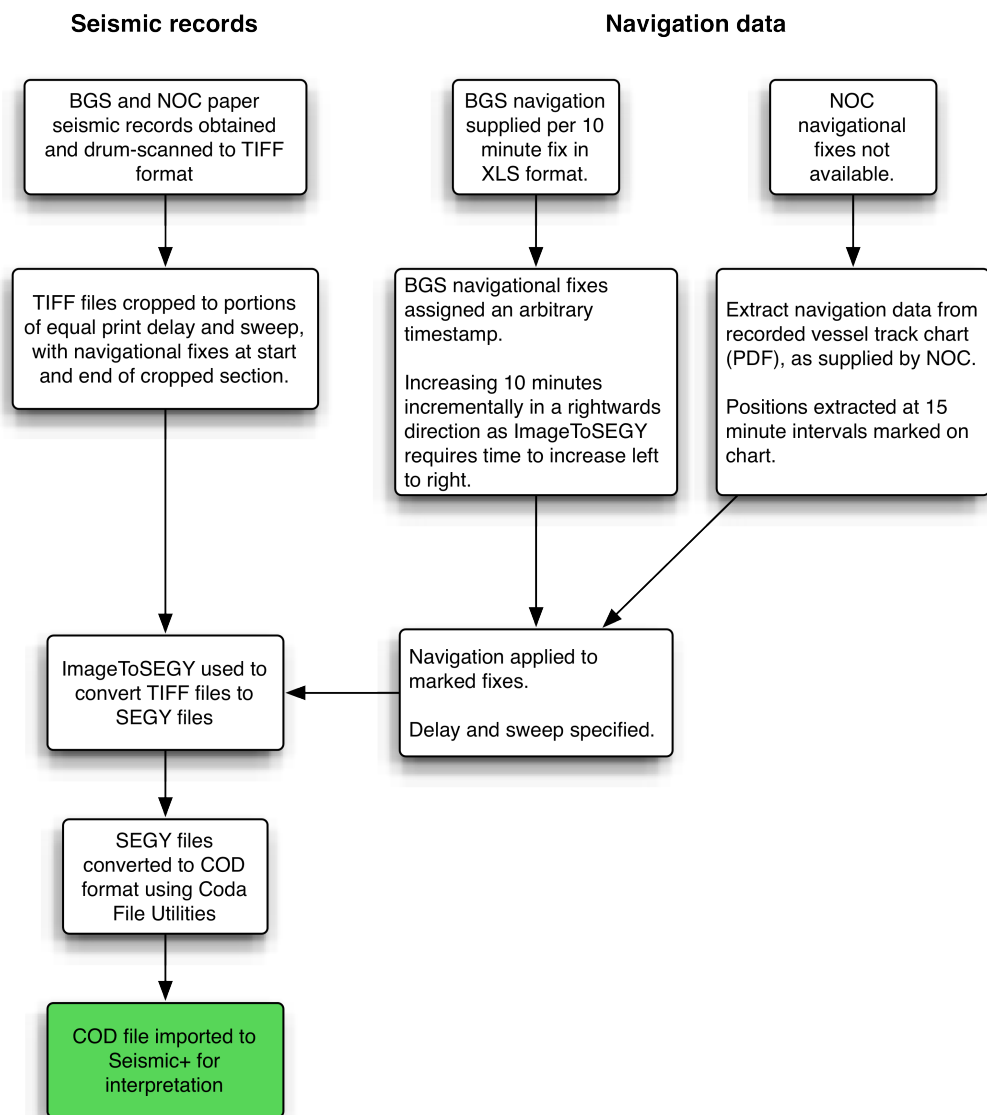 Seismic records
Navigation data
BGS and NOC paper
seismic records obtained
and drum-scanned to TIFF
format
BGS navigation
supplied per 10
minute fix in
XLS format.
NOC
navigational
fixes not
available.
TIFF files cropped to portions
of equal print delay and sweep,
with navigational fixes at start
and end of cropped section.
BGS navigational fixes
assigned an arbitrary
timestamp.
Increasing 10 minutes
incrementally in a rightwards
direction as ImageToSEGY
requires time to increase left
to right.
Extract navigation data from
recorded vessel track chart
(PDF), as supplied by NOC.
Positions extracted at 15
minute intervals marked on
chart.
ImageToSEGY used to
convert TIFF files to
SEGY files
Navigation applied to
marked fixes.
Delay and sweep specified.
SEGY files
converted to COD
format using Coda
File Utilities
COD file imported to
Seismic+ for
interpretation